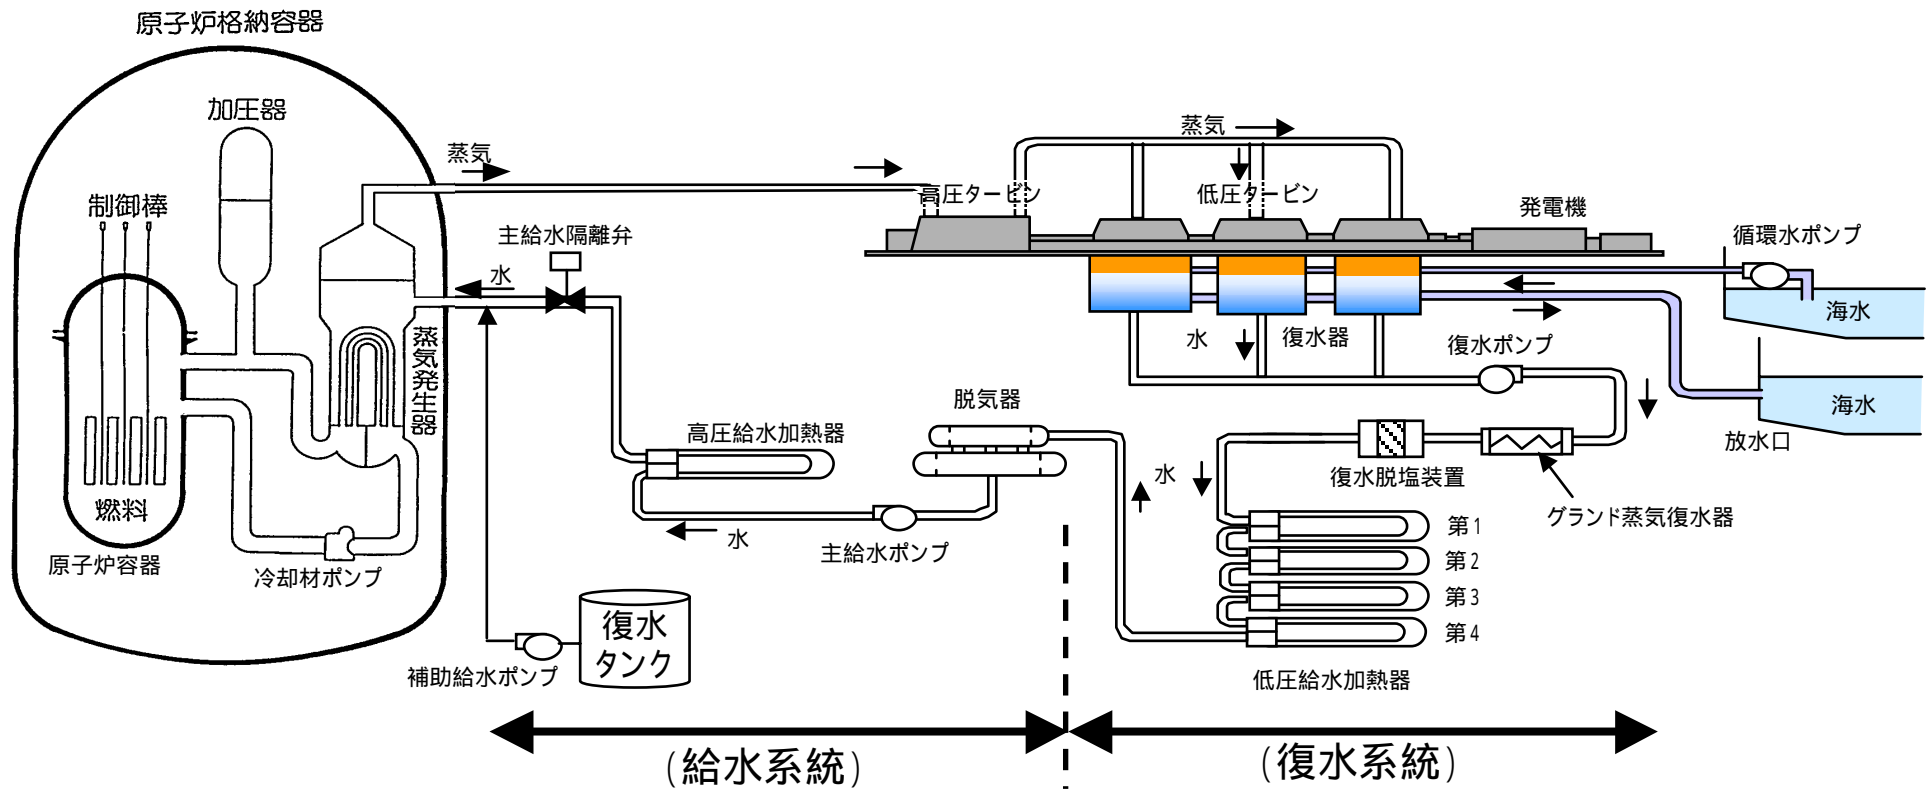 原子炉格納容器
加圧器
蒸気
蒸気
制御棒
高圧タービン
低圧タービン
発電機
主給水隔離弁
循環水ポンプ
水
海水
蒸気発生器
水
復水器
復水ポンプ
脱気器
海水
高圧給水加熱器
放水口
水
復水脱塩装置
燃料
グランド蒸気復水器
第1
水
主給水ポンプ
原子炉容器
冷却材ポンプ
第2
第3
復水
タンク
第4
補助給水ポンプ
低圧給水加熱器
(給水系統)
(復水系統)